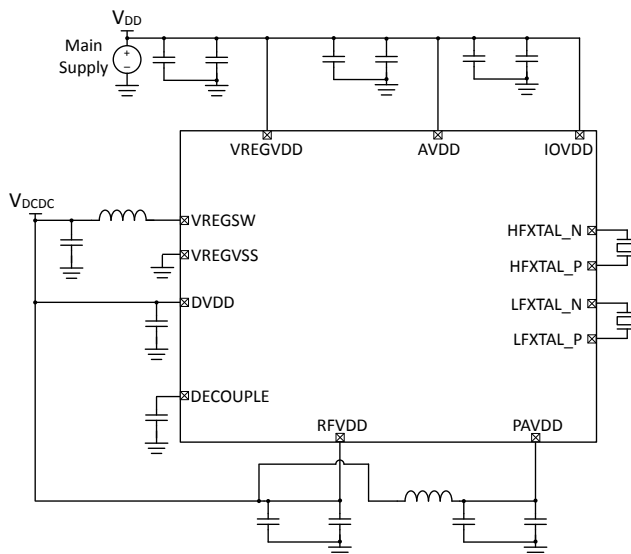 VDD
Main
Supply
+
−
VREGVDD
AVDD
IOVDD
VDCDC
VREGSW
HFXTAL_N
VREGVSS
HFXTAL_P
DVDD
LFXTAL_N
LFXTAL_P
DECOUPLE
RFVDD
PAVDD